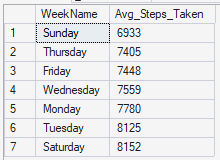 WeekName Avg_Steps_Taken
1 Sunday 6933
2 Thursday 7405
3 Friday 7448
4 Wednesday 7559
5 Monday 7780
6 Tuesday 8125
7 Saturday 8152